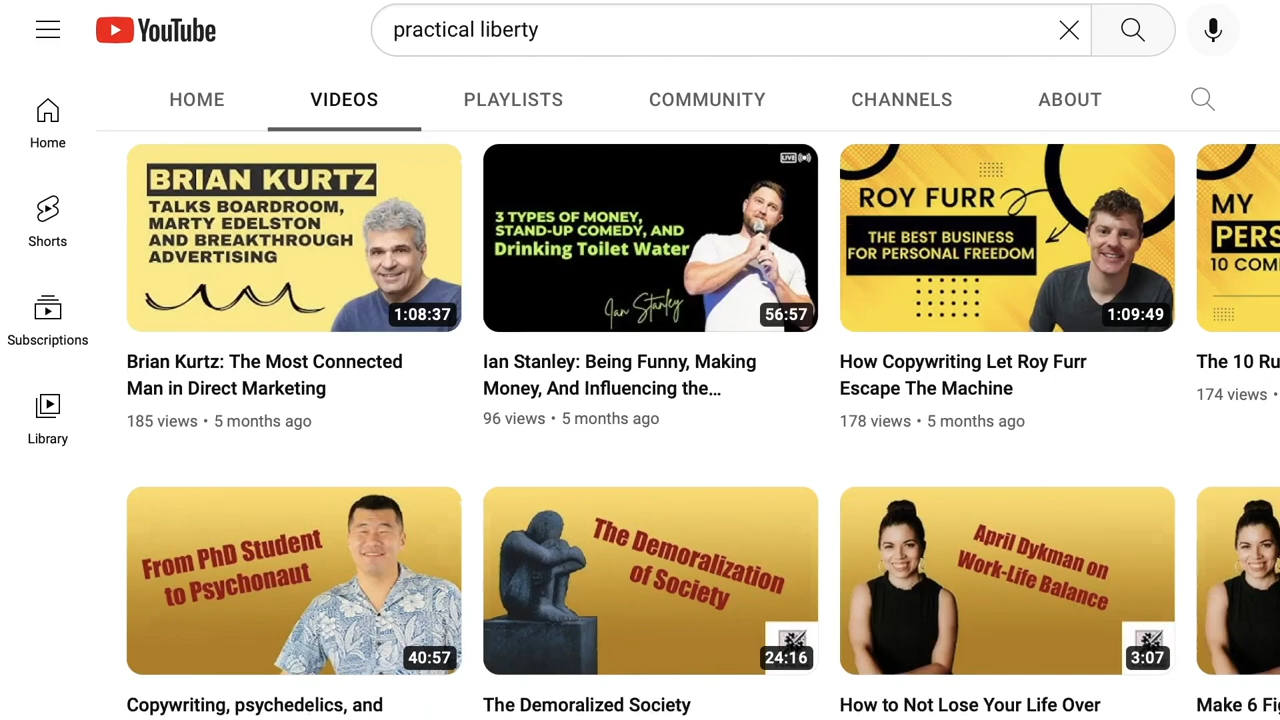 YouTube
practical liberty
HOME
VIDEOS
PLAYLISTS
COMMUNITY
CHANNELS
ABOUT
Home
Shorts
Subscriptions
Library
BRIAN KURTZ
TALKS BOARDROOM,
MARTY EDELSTON
AND BREAKTHROUGH
ADVERTISING
1:08:37
Brian Kurtz: The Most Connected
Man in Direct Marketing
185 views • 5 months ago
LIVE
3 TYPES OF MONEY,
STAND-UP COMEDY, AND
Drinking Toilet Water
Ian Stanley
56:57
Ian Stanley: Being Funny, Making
Money, And Influencing the...
96 views • 5 months ago
ROY FURR
THE BEST BUSINESS
FOR PERSONAL FREEDOM
1:09:49
How Copywriting Let Roy Furr
Escape The Machine
178 views • 5 months ago
MY
PERS
10 COM
The 10 Ru
174 views •
From PhD Student
to Psychonaut
40:57
Copywriting, psychedelics, and
The Demoralization
of Society
24:16
The Demoralized Society
April Dykman on
Work-Life Balance
3:07
How to Not Lose Your Life Over
Make 6 Fig